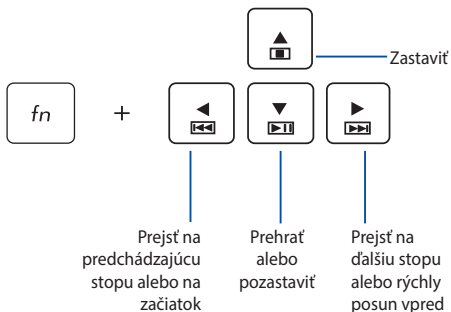 Zastaviť
fn
+
Prejsť na
predchádzajúcu
stopu alebo na
začiatok
Prehrať
alebo
pozastaviť
Prejsť na
ďalšiu stopu
alebo rýchly
posun vpred